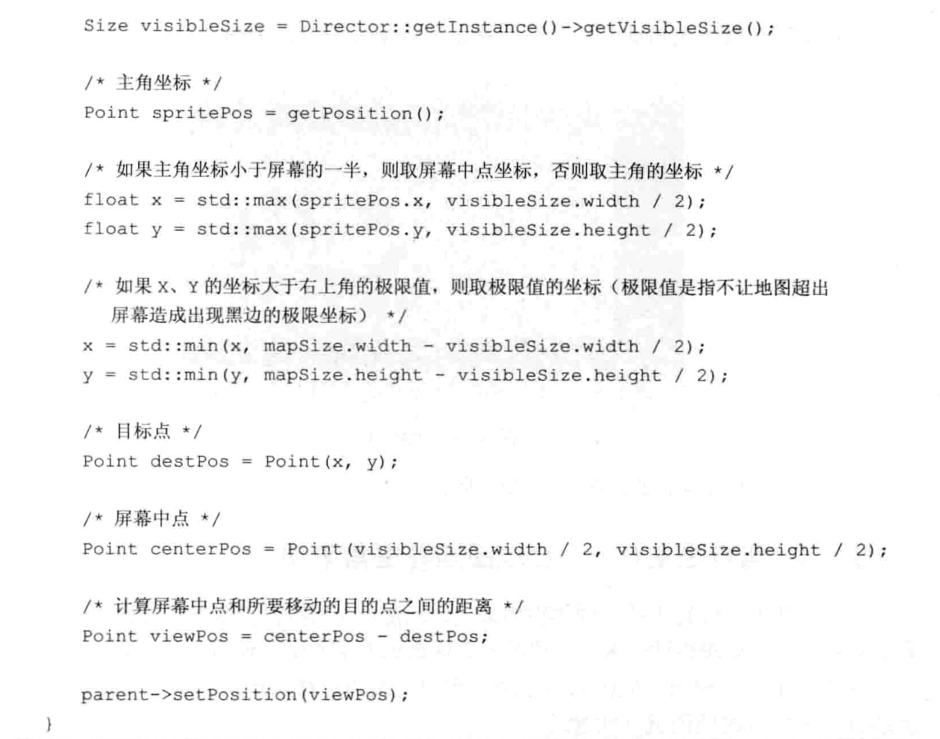 Size visibleSize = Director::getInstance()->getVisibleSize();
/* 主角坐标 */
Point spritePos = getPosition();
/* 如果主角坐标小于屏幕的一半，则取屏幕中点坐标，否则取主角的坐标 */
float x = std::max(spritePos.x, visibleSize.width / 2);
float y = std::max(spritePos.y, visibleSize.height / 2);
/* 如果 X、Y 的坐标大于右上角的极限值，则取极限值的坐标（极限值是指不让地图超出
屏幕造成出现黑边的极限坐标） */
x = std::min(x, mapSize.width - visibleSize.width / 2);
y = std::min(y, mapSize.height - visibleSize.height / 2);
/* 目标点 */
Point destPos = Point(x, y);
/* 屏幕中点 */
Point centerPos = Point(visibleSize.width / 2, visibleSize.height / 2);
/* 计算屏幕中点和所要移动的目的点之间的距离 */
Point viewPos = centerPos - destPos;
parent->setPosition(viewPos);
}